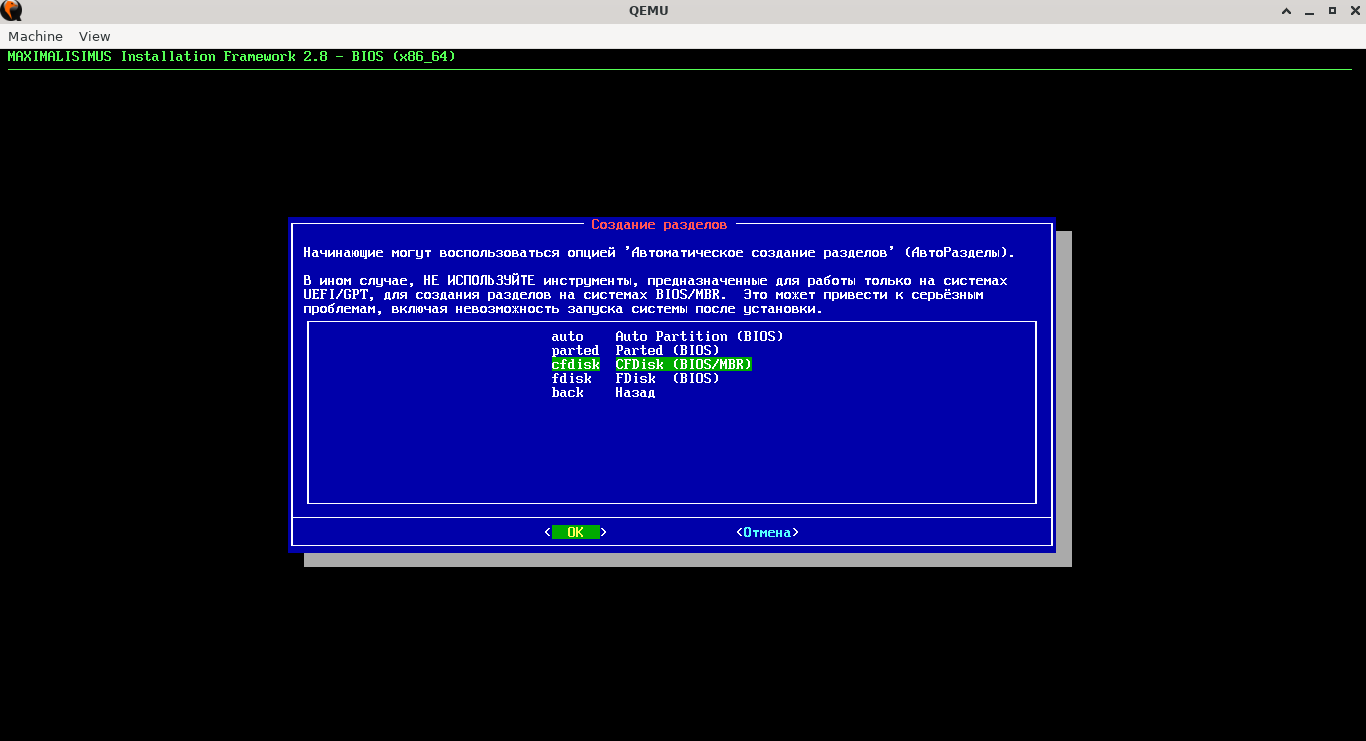 QEMU
Machine View
MAXIMALISIMUS Installation Framework 2.8 - BIOS (x86_64)
Создание разделов
Начинающие могут воспользоваться опцией 'Автоматическое создание разделов' (АвтоРазделы).
В ином случае, НЕ ИСПОЛЬЗУЙТЕ инструменты, предназначенные для работы только на системах
UEFI/GPT, для создания разделов на системах BIOS/MBR. Это может привести к серьёзным
проблемам, включая невозможность запуска системы после установки.
auto Auto Partition (BIOS)
parted Parted (BIOS)
cfdisk CFDisk (BIOS/MBR)
fdisk FDisk (BIOS)
back Назад
< OK > <Отмена>